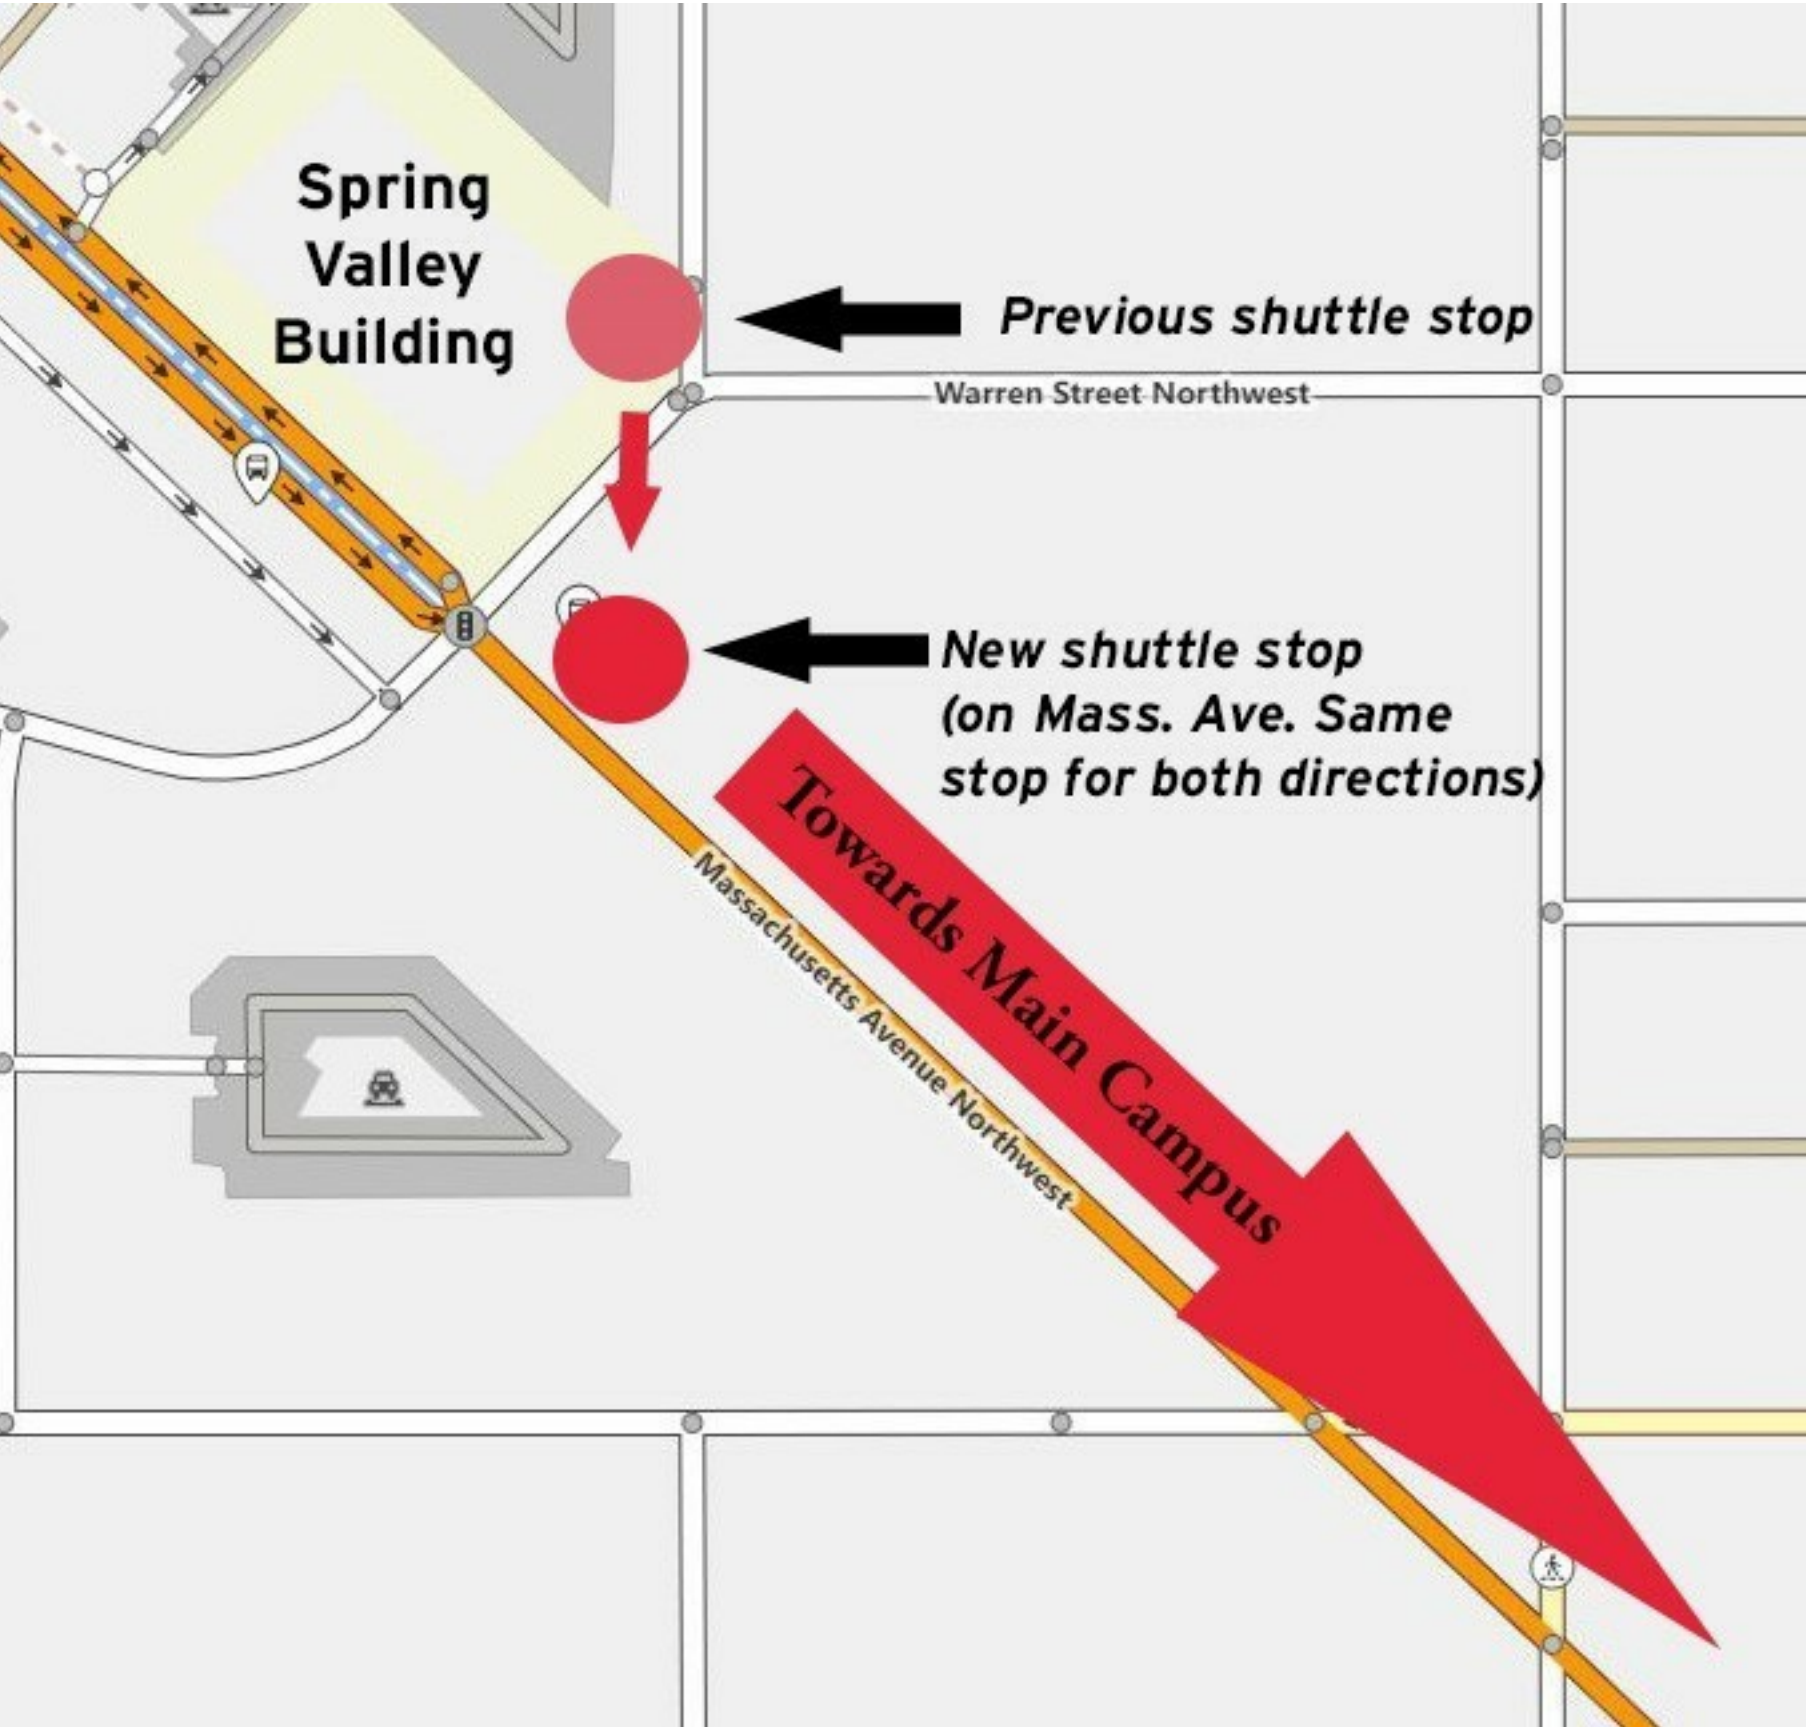 Spring
Valley
Building
Previous shuttle stop
Warren Street Northwest
New shuttle stop
(on Mass. Ave. Same
stop for both directions)
Towards Main Campus
Massachusetts Avenue Northwest